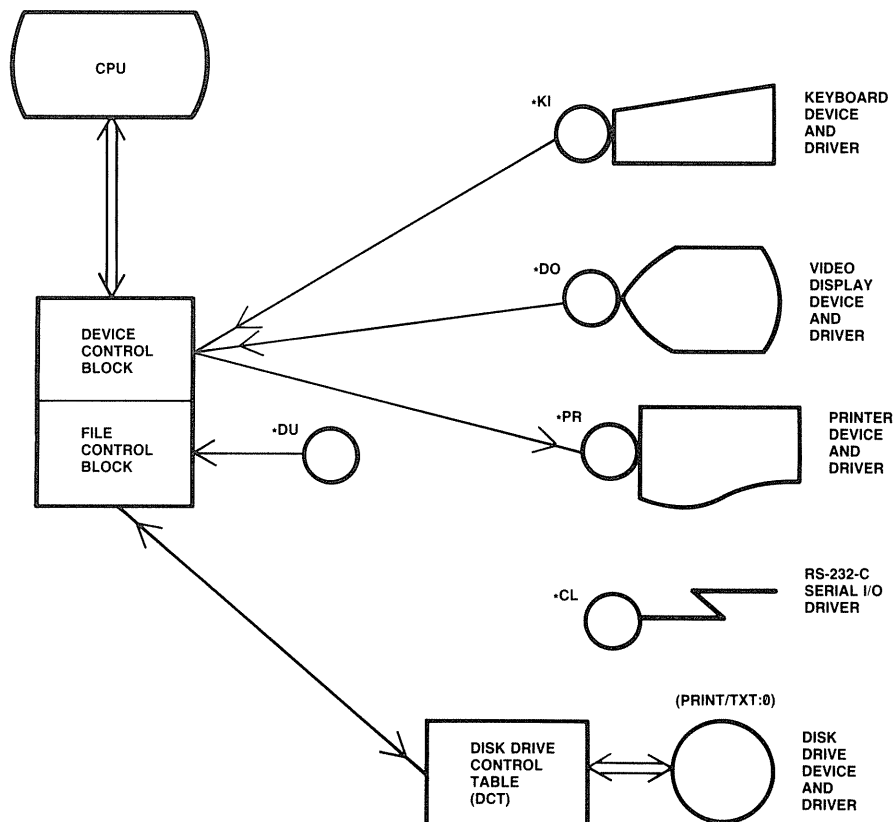 CPU
*KI
KEYBOARD
DEVICE
AND
DRIVER
*DO
VIDEO
DISPLAY
DEVICE
AND
DRIVER
DEVICE
CONTROL
BLOCK
FILE
CONTROL
BLOCK
*DU
*PR
PRINTER
DEVICE
AND
DRIVER
*CL
RS-232-C
SERIAL I/O
DRIVER
(PRINT/TXT:0)
DISK DRIVE
CONTROL
TABLE
(DCT)
DISK
DRIVE
DEVICE
AND
DRIVER